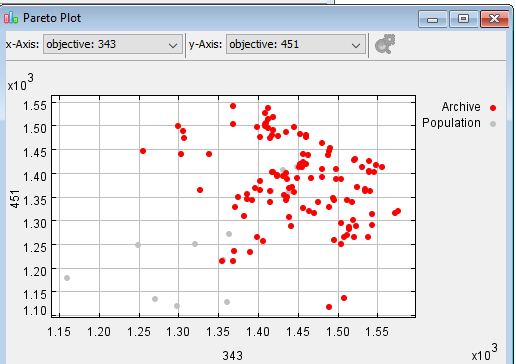 Pareto Plot
x-Axis: objective: 343 y-Axis: objective: 451
x10³
Archive
Population
1.55
1.50
1.45
1.40
1.35
1.30
1.25
1.20
1.15
1.10
451
1.15 1.20 1.25 1.30 1.35 1.40 1.45 1.50 1.55
343
x10³